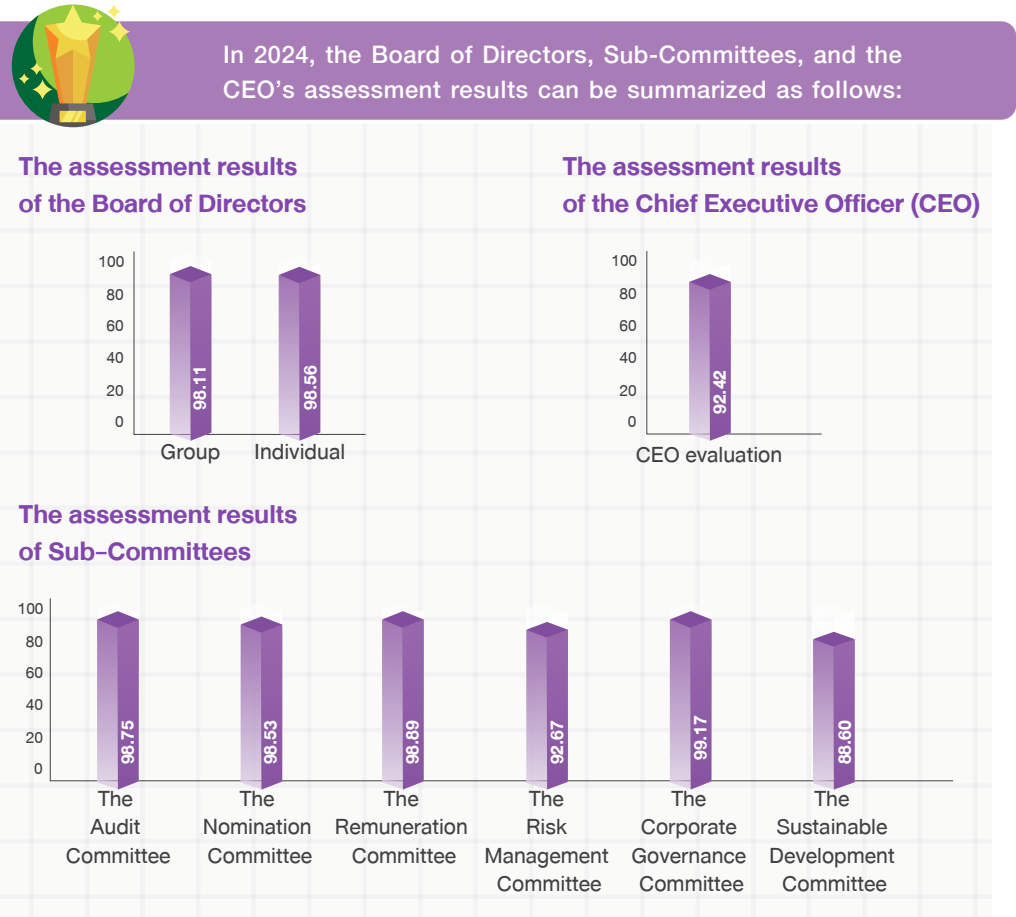 In 2024, the Board of Directors, Sub-Committees, and the
CEO's assessment results can be summarized as follows:
The assessment results
of the Board of Directors
100
80
60
40
20
0
98.11
98.56
Group
Individual
The assessment results
of the Chief Executive Officer (CEO)
100
80
60
40
20
0
92.42
CEO evaluation
The assessment results
of Sub-Committees
100
80
60
40
20
0
98.75
98.53
98.89
92.67
99.17
88.60
The
Audit
Committee
The
Nomination
Committee
The
Remuneration
Committee
The
Risk
Management
Committee
The
Corporate
Governance
Committee
The
Sustainable
Development
Committee